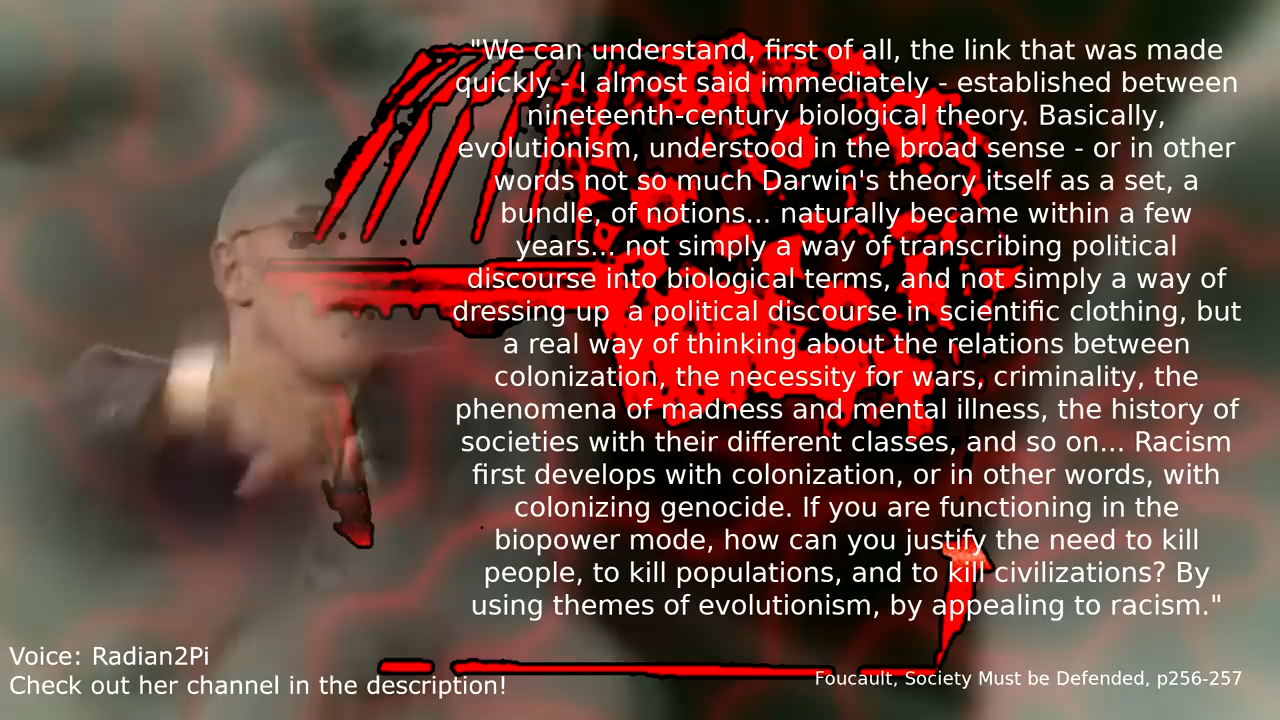 "We can understand, first of all, the link that was made
quickly - I almost said immediately - established between
nineteenth-century biological theory. Basically,
evolutionism, understood in the broad sense - or in other
words not so much Darwin's theory itself as a set, a
bundle, of notions... naturally became within a few
years... not simply a way of transcribing political
discourse into biological terms, and not simply a way of
dressing up  a political discourse in scientific clothing, but
a real way of thinking about the relations between
colonization, the necessity for wars, criminality, the
phenomena of madness and mental illness, the history of
societies with their different classes, and so on... Racism
first develops with colonization, or in other words, with
colonizing genocide. If you are functioning in the
biopower mode, how can you justify the need to kill
people, to kill populations, and to kill civilizations? By
using themes of evolutionism, by appealing to racism."
Voice: Radian2Pi
Check out her channel in the description!
Foucault, Society Must be Defended, p256-257